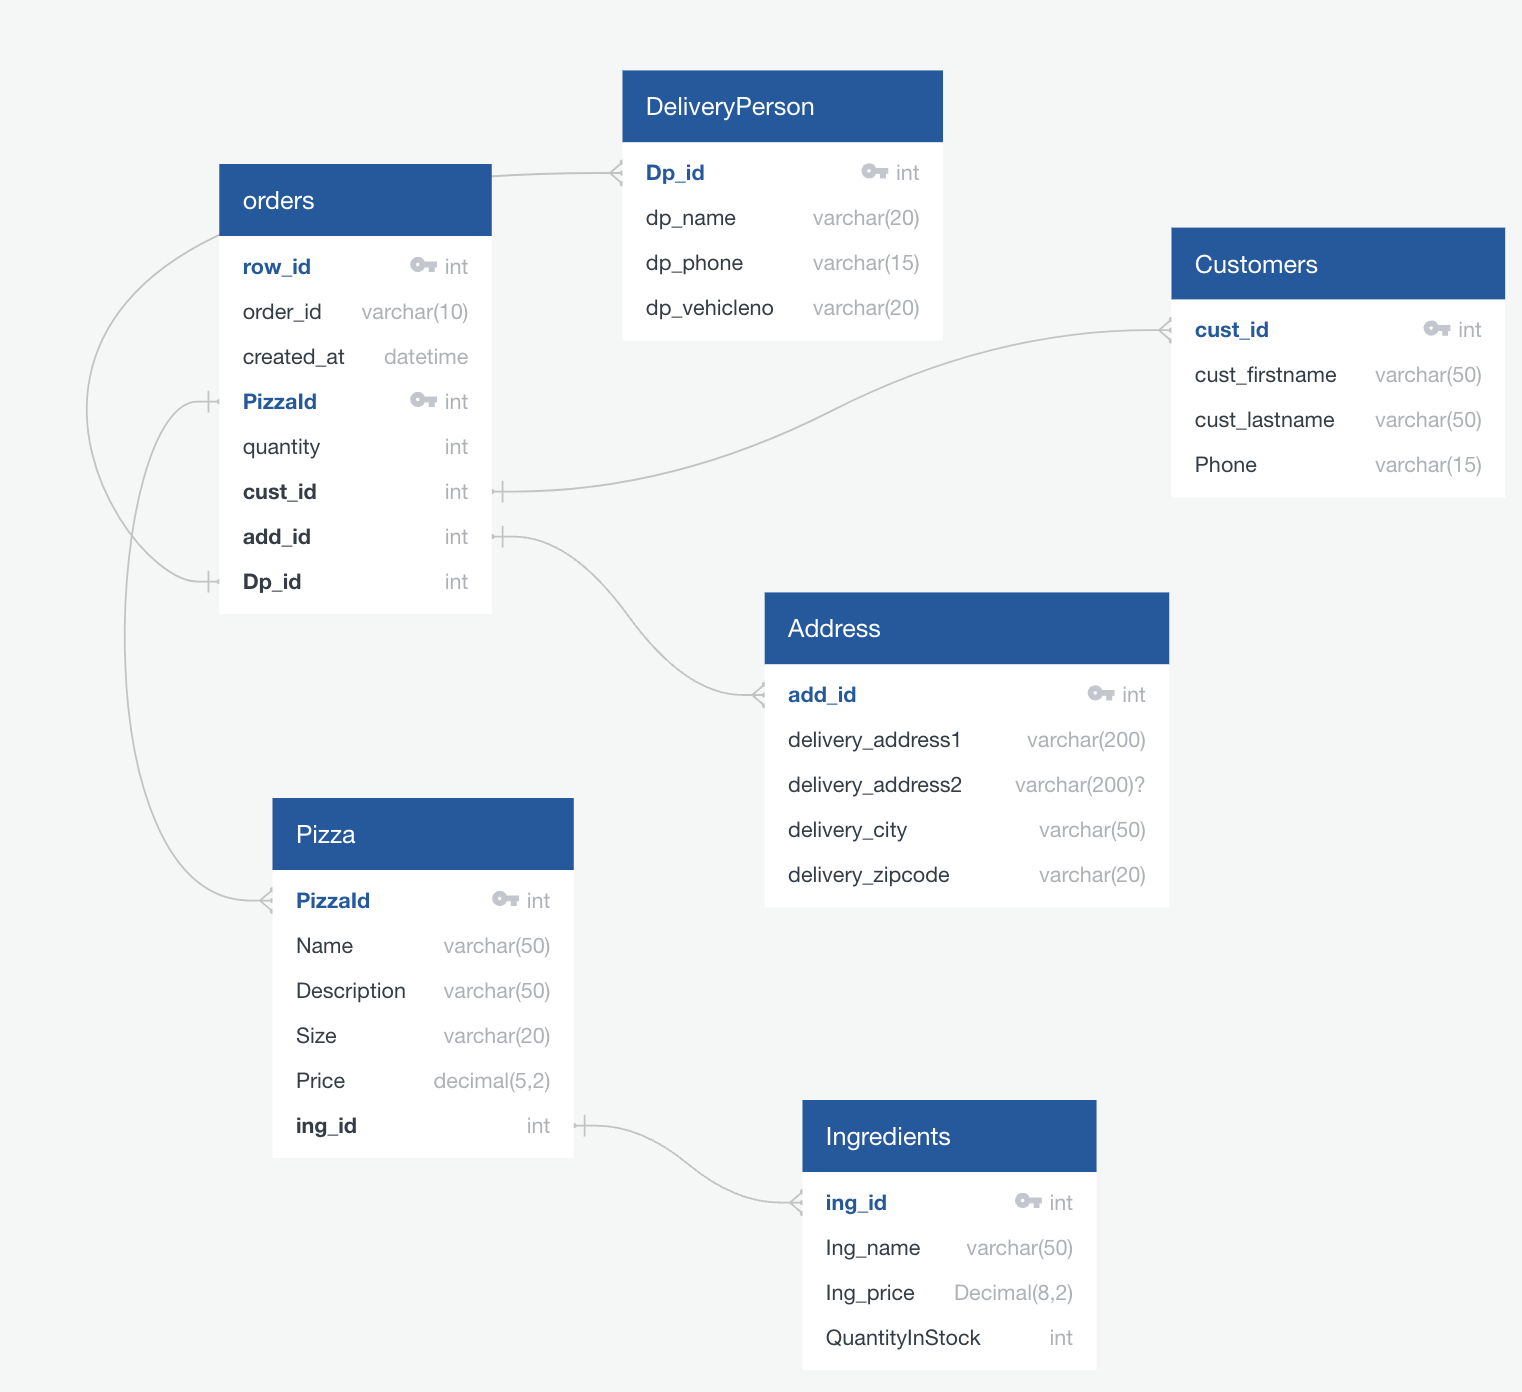 DeliveryPerson
Dp_id int
dp_name varchar(20)
dp_phone varchar(15)
dp_vehicleno varchar(20)
orders
row_id int
order_id varchar(10)
created_at datetime
PizzaId int
quantity int
cust_id int
add_id int
Dp_id int
Customers
cust_id int
cust_firstname varchar(50)
cust_lastname varchar(50)
Phone varchar(15)
Address
add_id int
delivery_address1 varchar(200)
delivery_address2 varchar(200)?
delivery_city varchar(50)
delivery_zipcode varchar(20)
Pizza
PizzaId int
Name varchar(50)
Description varchar(50)
Size varchar(20)
Price decimal(5,2)
ing_id int
Ingredients
ing_id int
Ing_name varchar(50)
Ing_price Decimal(8,2)
QuantityInStock int